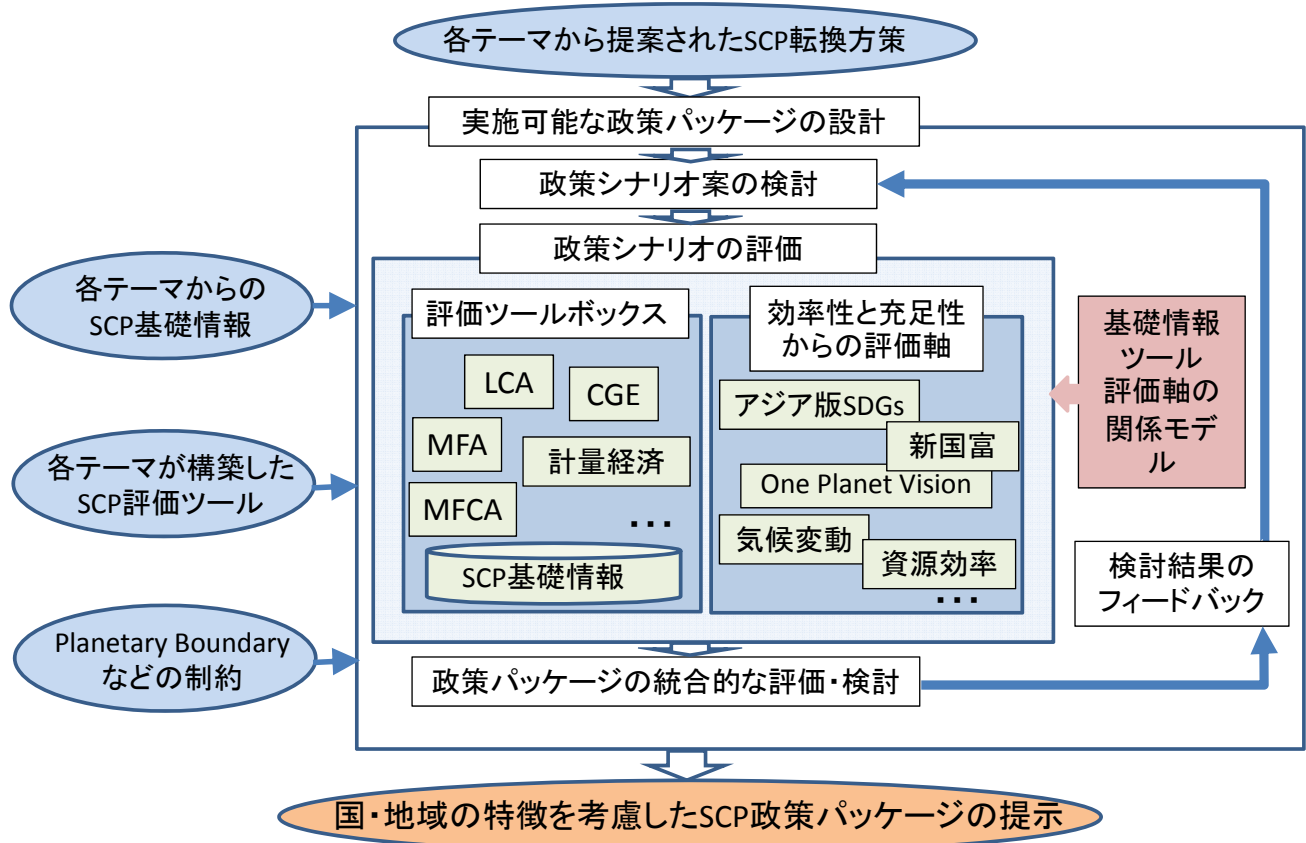 各テーマから提案されたSCP転換方策
実施可能な政策パッケージの設計
政策シナリオ案の検討
政策シナリオの評価
各テーマからの
SCP基礎情報
各テーマが構築した
SCP評価ツール
Planetary Boundary
などの制約
評価ツールボックス
LCA
CGE
MFA
計量経済
MFCA
...
SCP基礎情報
効率性と充足性
からの評価軸
アジア版SDGs
新国富
One Planet Vision
気候変動
資源効率
...
基礎情報
ツール
評価軸の
関係モデ
ル
検討結果の
フィードバック
政策パッケージの統合的な評価・検討
国・地域の特徴を考慮したSCP政策パッケージの提示